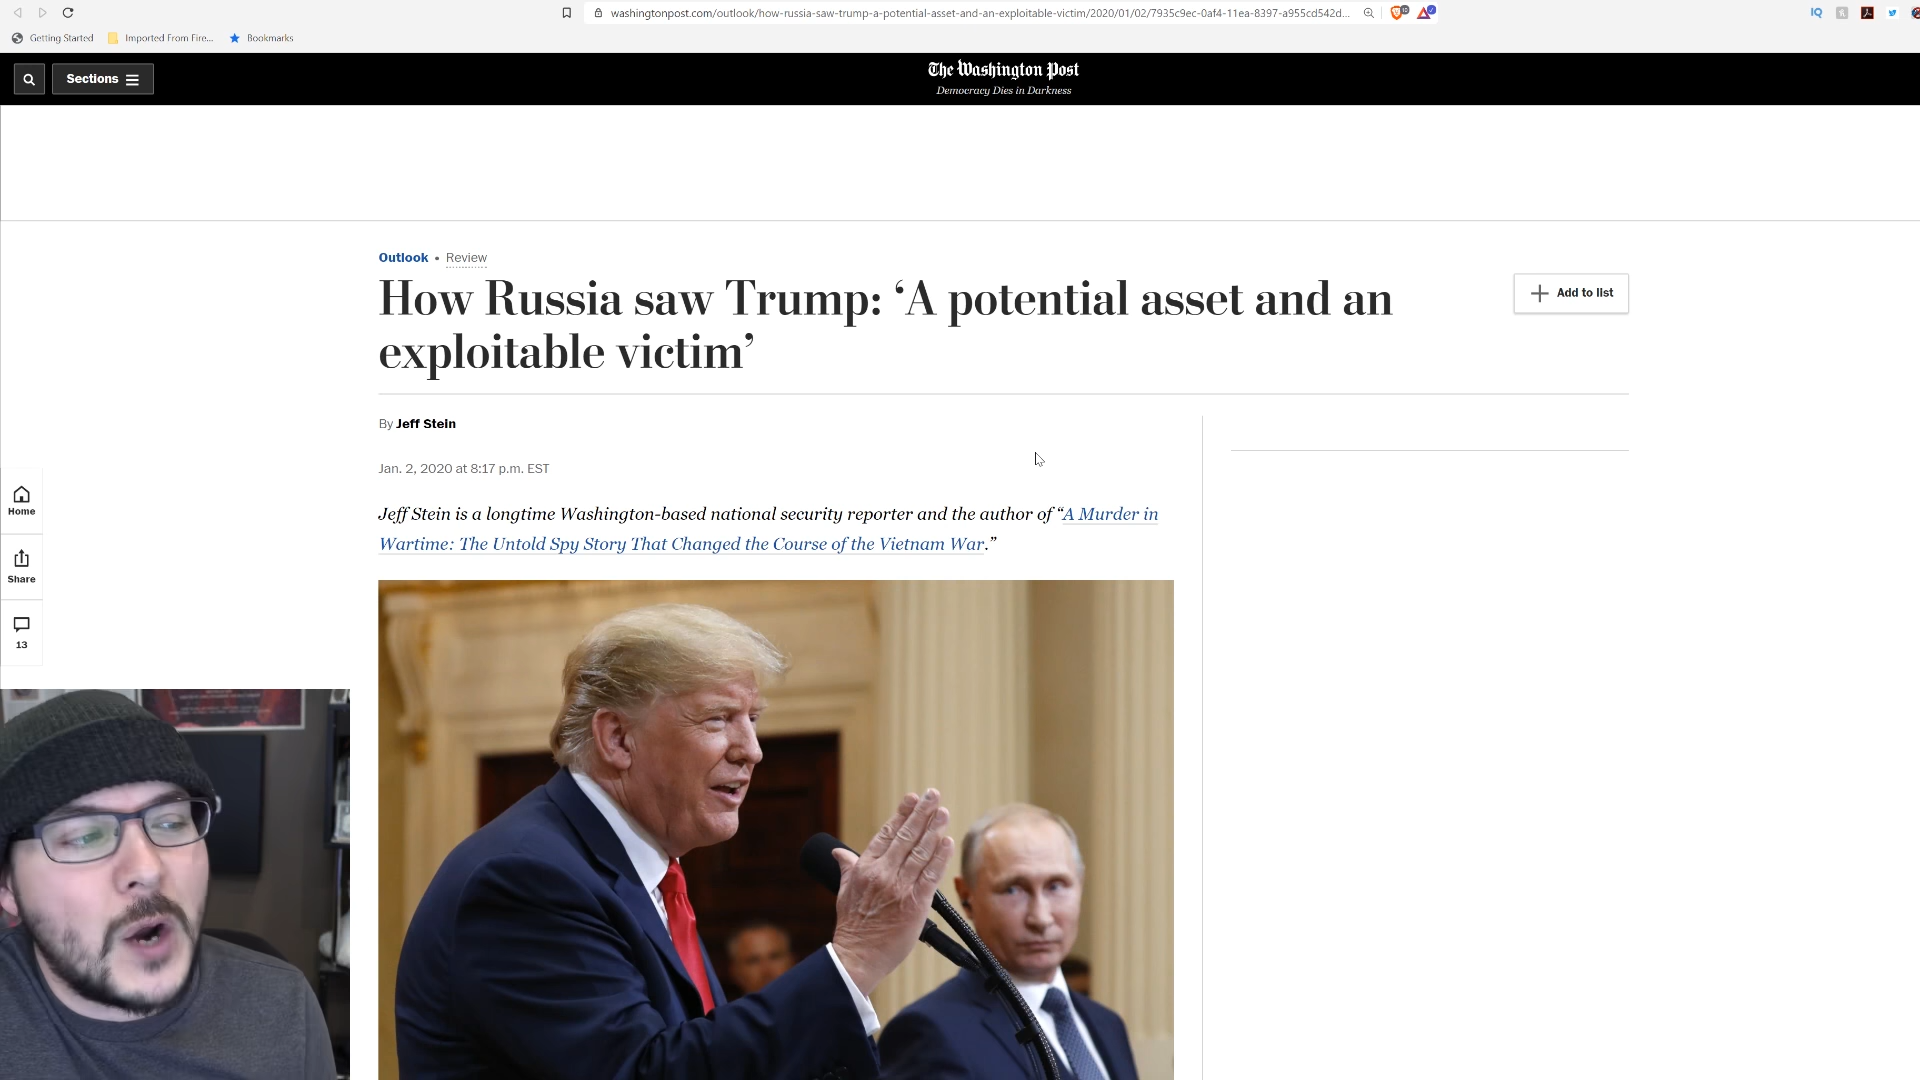 washingtonpost.com/outlook/how-russia-saw-trump-a-potential-asset-and-an-exploitable-victim/2020/01/02/7935c9ec-0af4-11ea-8397-a955cd542d...
IQ
Getting Started
Imported From Fire...
Bookmarks
Sections
The Washington Post
Democracy Dies in Darkness
Outlook • Review
How Russia saw Trump: ‘A potential asset and an
exploitable victim’
Add to list
By Jeff Stein
Jan. 2, 2020 at 8:17 p.m. EST
Jeff Stein is a longtime Washington-based national security reporter and the author of “A Murder in
Wartime: The Untold Spy Story That Changed the Course of the Vietnam War.”
Home
Share
13